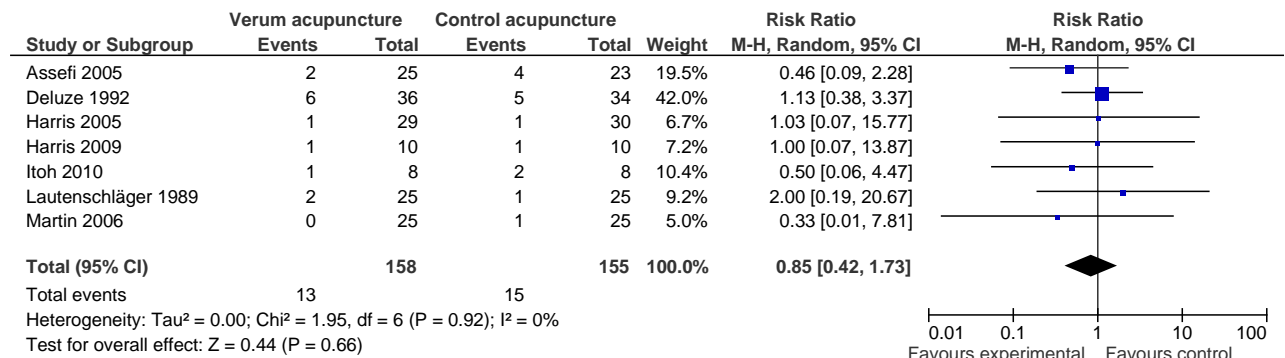 Verum acupuncture Control acupuncture Risk Ratio Risk Ratio
Study or Subgroup Events Total Events Total Weight M-H, Random, 95% CI M-H, Random, 95% CI
Assefi 2005 2 25 4 23 19.5% 0.46 [0.09, 2.28]
Deluze 1992 6 36 5 34 42.0% 1.13 [0.38, 3.37]
Harris 2005 1 29 1 30 6.7% 1.03 [0.07, 15.77]
Harris 2009 1 10 1 10 7.2% 1.00 [0.07, 13.87]
Itoh 2010 1 8 2 8 10.4% 0.50 [0.06, 4.47]
Lautenschläger 1989 2 25 1 25 9.2% 2.00 [0.19, 20.67]
Martin 2006 0 25 1 25 5.0% 0.33 [0.01, 7.81]
Total (95% CI) 158 155 100.0% 0.85 [0.42, 1.73]
Total events 13 15
Heterogeneity: Tau² = 0.00; Chi² = 1.95, df = 6 (P = 0.92); I² = 0%
Test for overall effect: Z = 0.44 (P = 0.66)
0.01 0.1 1 10 100
Favours experimental Favours control